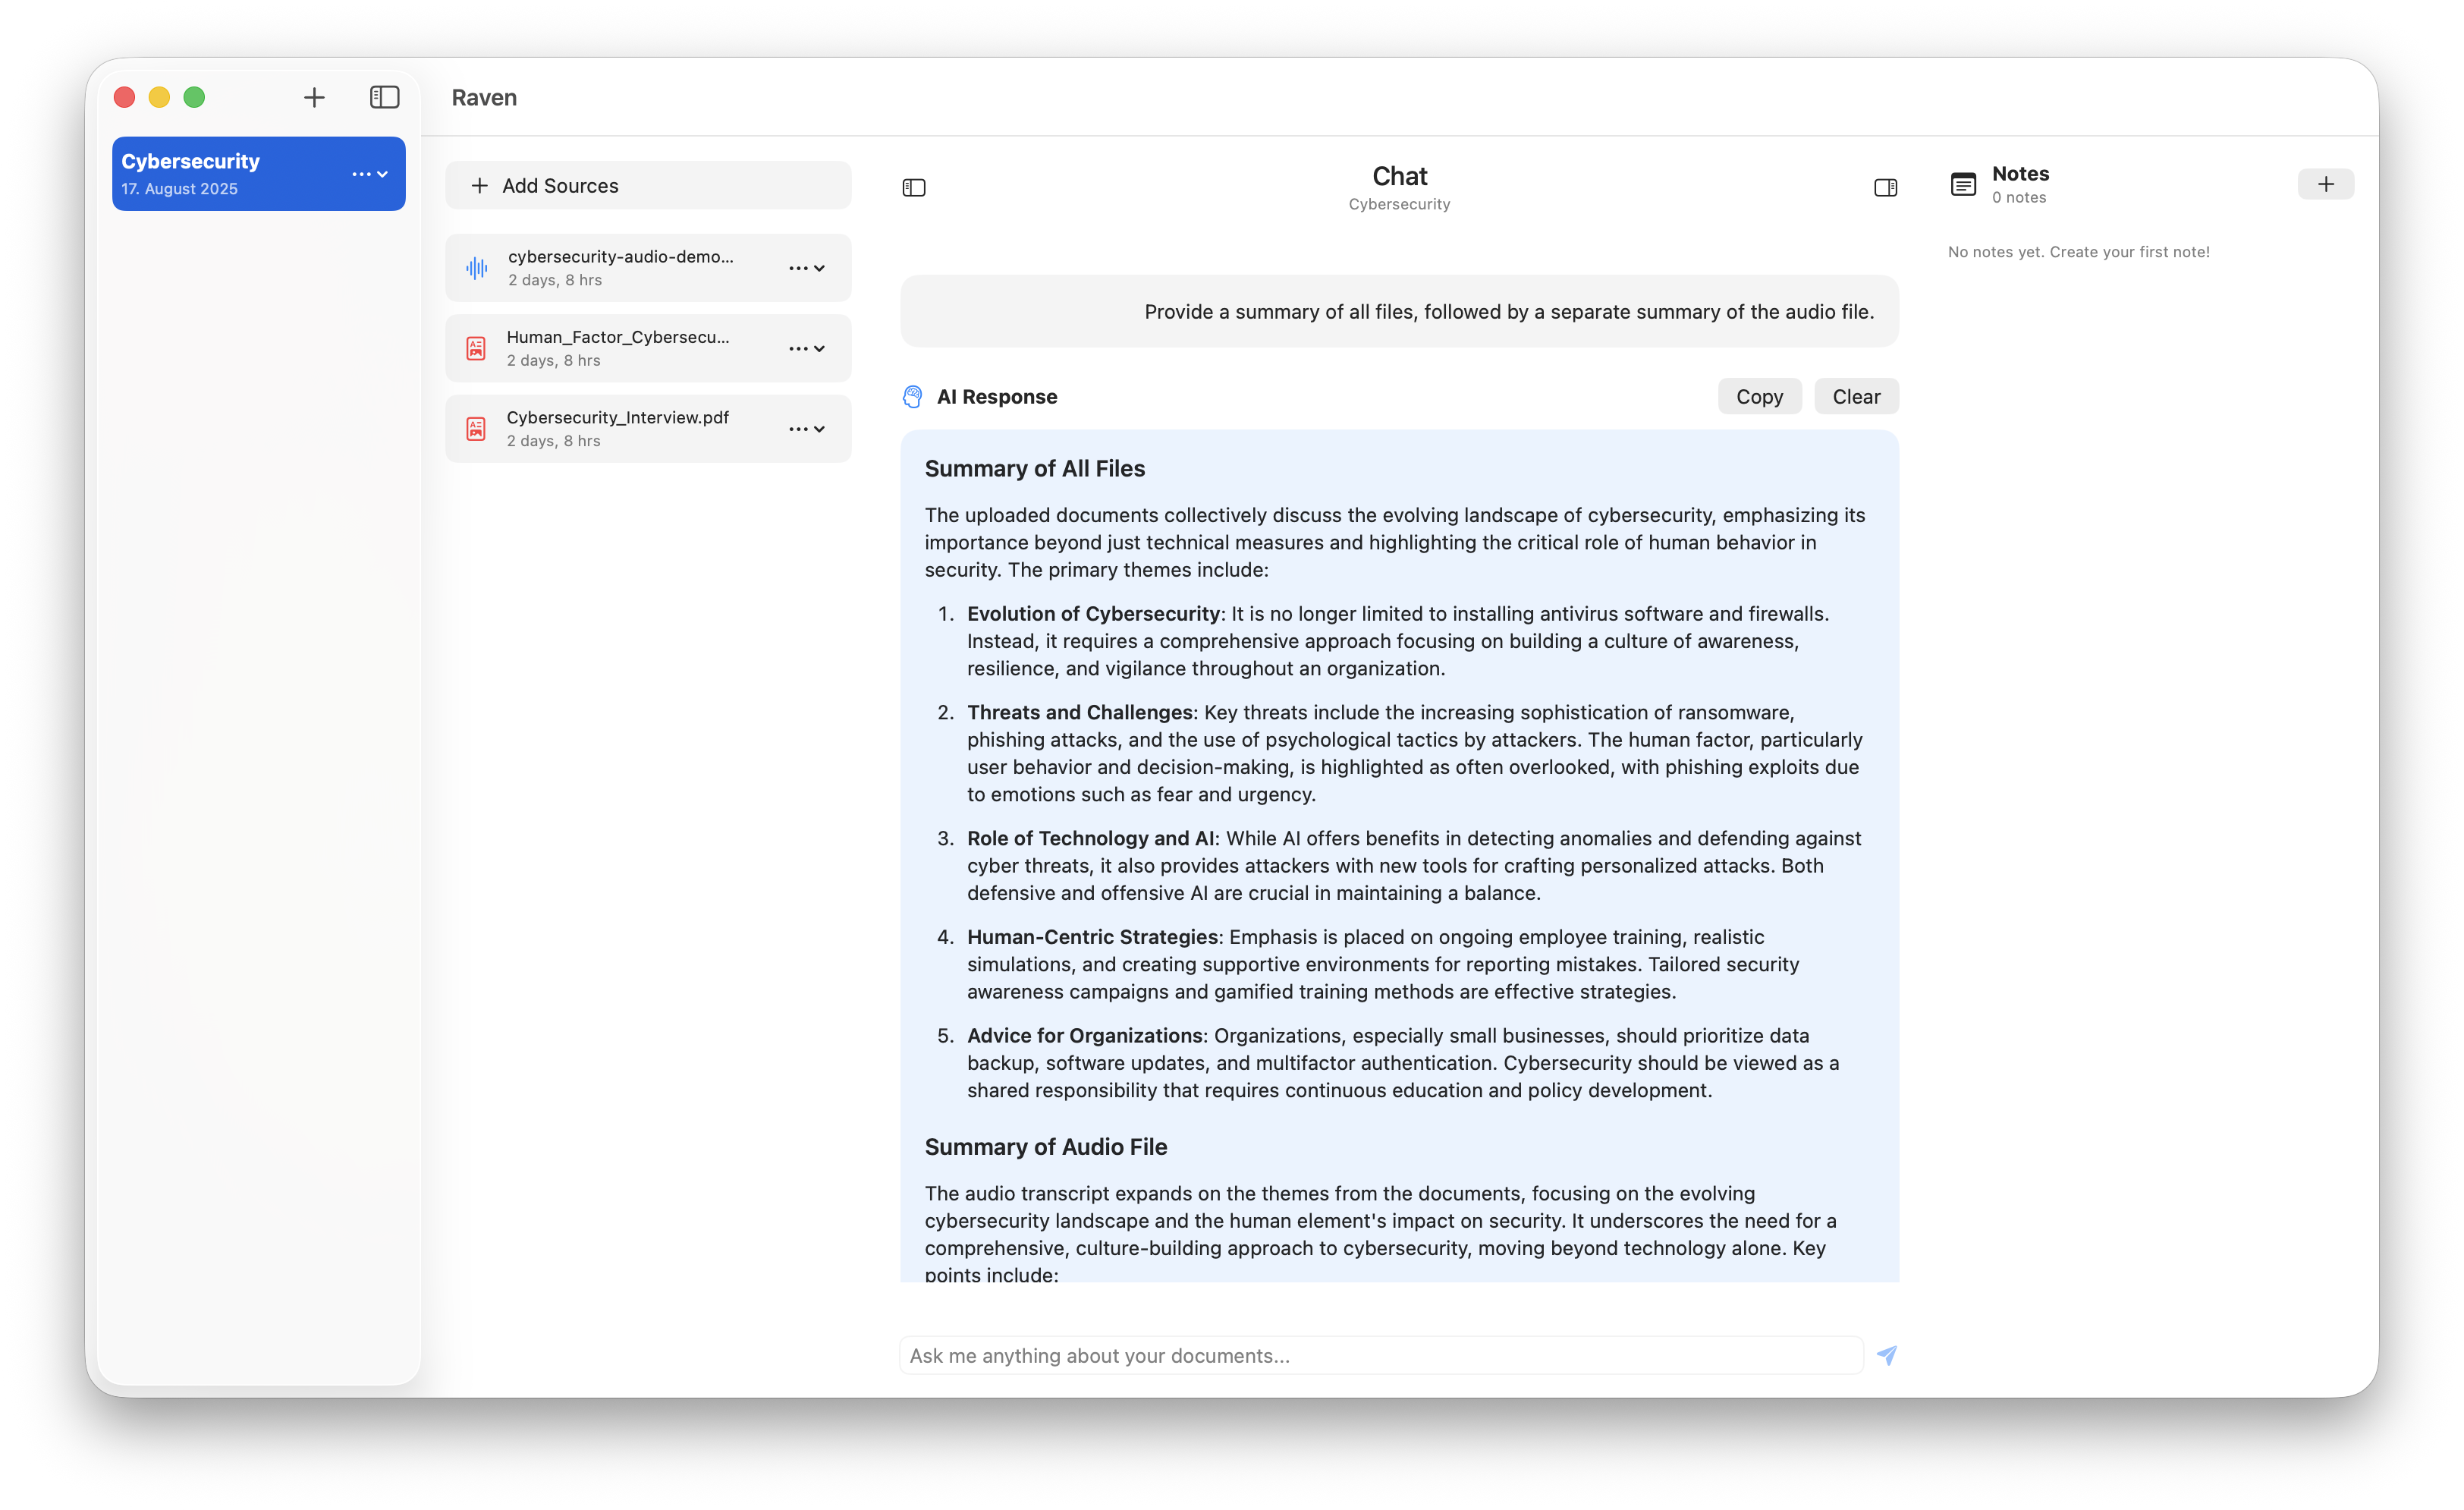 Raven
Cybersecurity
17. August 2025
Add Sources
cybersecurity-audio-demo...
2 days, 8 hrs
Human_Factor_Cybersecu...
2 days, 8 hrs
Cybersecurity_Interview.pdf
2 days, 8 hrs
Chat
Cybersecurity
Provide a summary of all files, followed by a separate summary of the audio file.
AI Response
Copy
Clear
Summary of All Files
The uploaded documents collectively discuss the evolving landscape of cybersecurity, emphasizing its
importance beyond just technical measures and highlighting the critical role of human behavior in
security. The primary themes include:
1. Evolution of Cybersecurity: It is no longer limited to installing antivirus software and firewalls.
Instead, it requires a comprehensive approach focusing on building a culture of awareness,
resilience, and vigilance throughout an organization.
2. Threats and Challenges: Key threats include the increasing sophistication of ransomware,
phishing attacks, and the use of psychological tactics by attackers. The human factor, particularly
user behavior and decision-making, is highlighted as often overlooked, with phishing exploits due
to emotions such as fear and urgency.
3. Role of Technology and AI: While AI offers benefits in detecting anomalies and defending against
cyber threats, it also provides attackers with new tools for crafting personalized attacks. Both
defensive and offensive AI are crucial in maintaining a balance.
4. Human-Centric Strategies: Emphasis is placed on ongoing employee training, realistic
simulations, and creating supportive environments for reporting mistakes. Tailored security
awareness campaigns and gamified training methods are effective strategies.
5. Advice for Organizations: Organizations, especially small businesses, should prioritize data
backup, software updates, and multifactor authentication. Cybersecurity should be viewed as a
shared responsibility that requires continuous education and policy development.
Summary of Audio File
The audio transcript expands on the themes from the documents, focusing on the evolving
cybersecurity landscape and the human element's impact on security. It underscores the need for a
comprehensive, culture-building approach to cybersecurity, moving beyond technology alone. Key
points include:
Ask me anything about your documents...
Notes
0 notes
No notes yet. Create your first note!